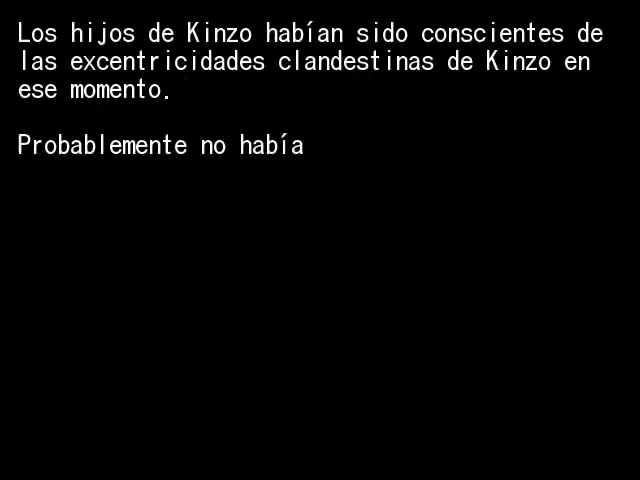 Los hijos de Kinzo habían sido conscientes de
las excentricidades clandestinas de Kinzo en
ese momento.
Probablemente no había